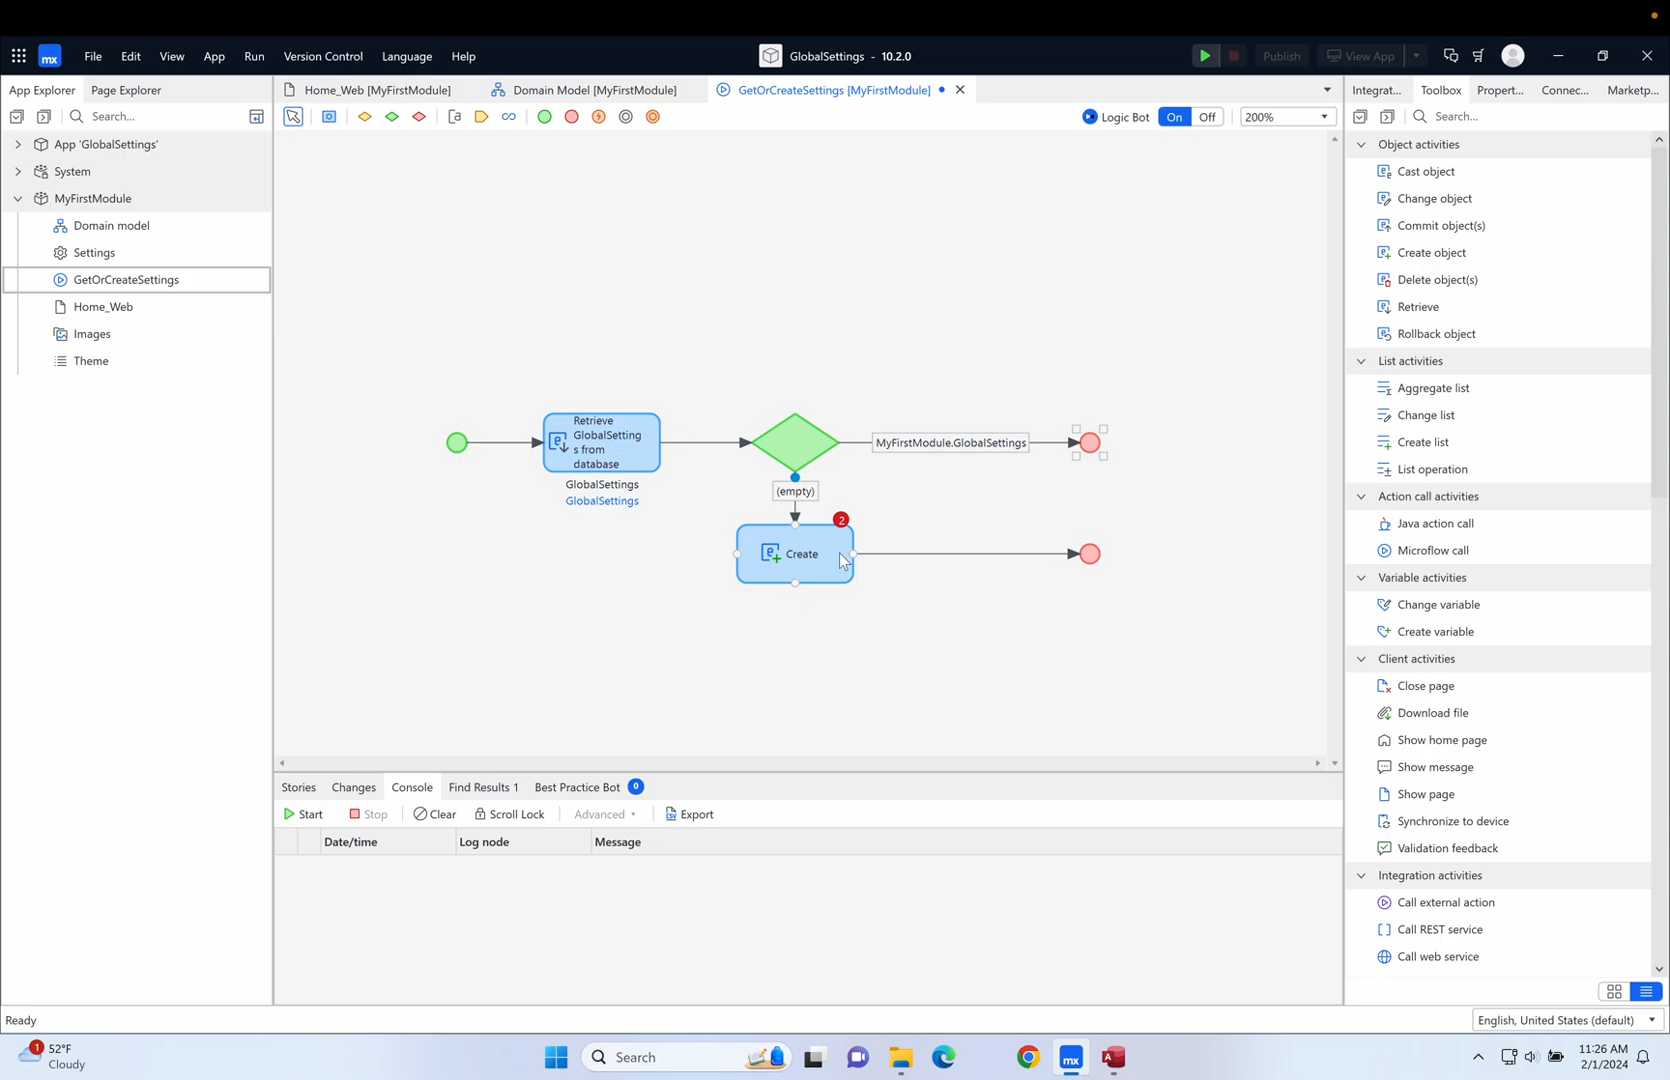 mx File Edit View App Run Version Control Language Help GlobalSettings - 10.2.0 Publish View App
App Explorer Page Explorer
Home_Web [MyFirstModule] Domain Model [MyFirstModule] GetOrCreateSettings [MyFirstModule]
Integrat... Toolbox Propert... Connec... Marketp...
Search...
Logic Bot On Off 200%
Search...
App 'GlobalSettings'
System
MyFirstModule
Domain model
Settings
GetOrCreateSettings
Home_Web
Images
Theme
Retrieve
GlobalSetting
s from
database
GlobalSettings
GlobalSettings
MyFirstModule.GlobalSettings
(empty)
2
Create
Object activities
Cast object
Change object
Commit object(s)
Create object
Delete object(s)
Retrieve
Rollback object
List activities
Aggregate list
Change list
Create list
List operation
Action call activities
Java action call
Microflow call
Variable activities
Change variable
Create variable
Client activities
Close page
Download file
Show home page
Show message
Show page
Synchronize to device
Validation feedback
Integration activities
Call external action
Call REST service
Call web service
Stories Changes Console Find Results 1 Best Practice Bot 0
Start Stop Clear Scroll Lock Advanced Export
Date/time Log node Message
Ready
English, United States (default)
1
52°F
Cloudy
Search
mx
11:26 AM
2/1/2024